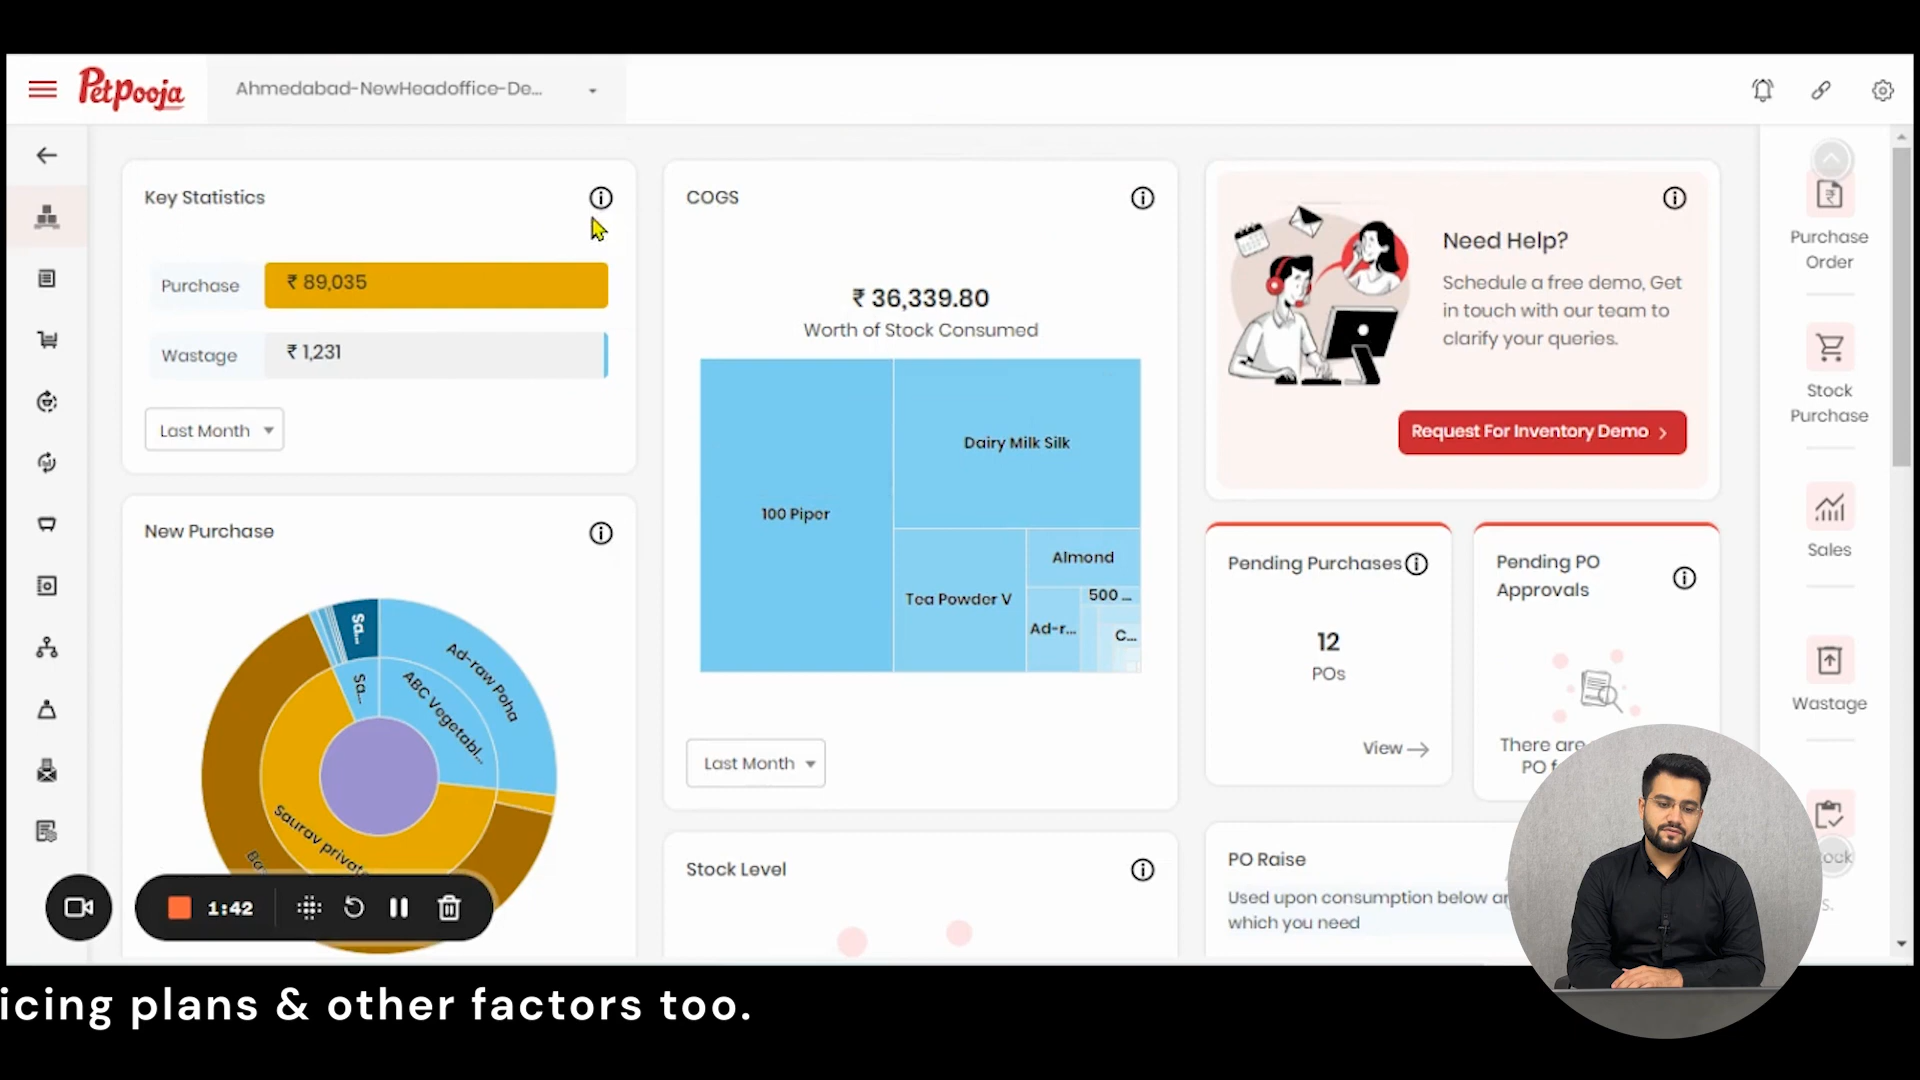 Petpooja
Ahmedabad-NewHeadoffice-De...
Key Statistics
Purchase
₹ 89,035
Wastage
₹ 1,231
Last Month
New Purchase
Sa...
Sa...
Ad-raw Poha
ABC Vegetabl...
Saurav private
1:42
COGS
₹ 36,339.80
Worth of Stock Consumed
100 Piper
Dairy Milk Silk
Tea Powder V
Almond
500 ...
Ad-r...
C...
Last Month
Stock Level
Need Help?
Schedule a free demo, Get
in touch with our team to
clarify your queries.
Request For Inventory Demo
Pending Purchases
12
POs
View
Pending PO
Approvals
There are
PO
PO Raise
Used upon consumption below
which you need
Purchase
Order
Stock
Purchase
Sales
Wastage
icing plans & other factors too.